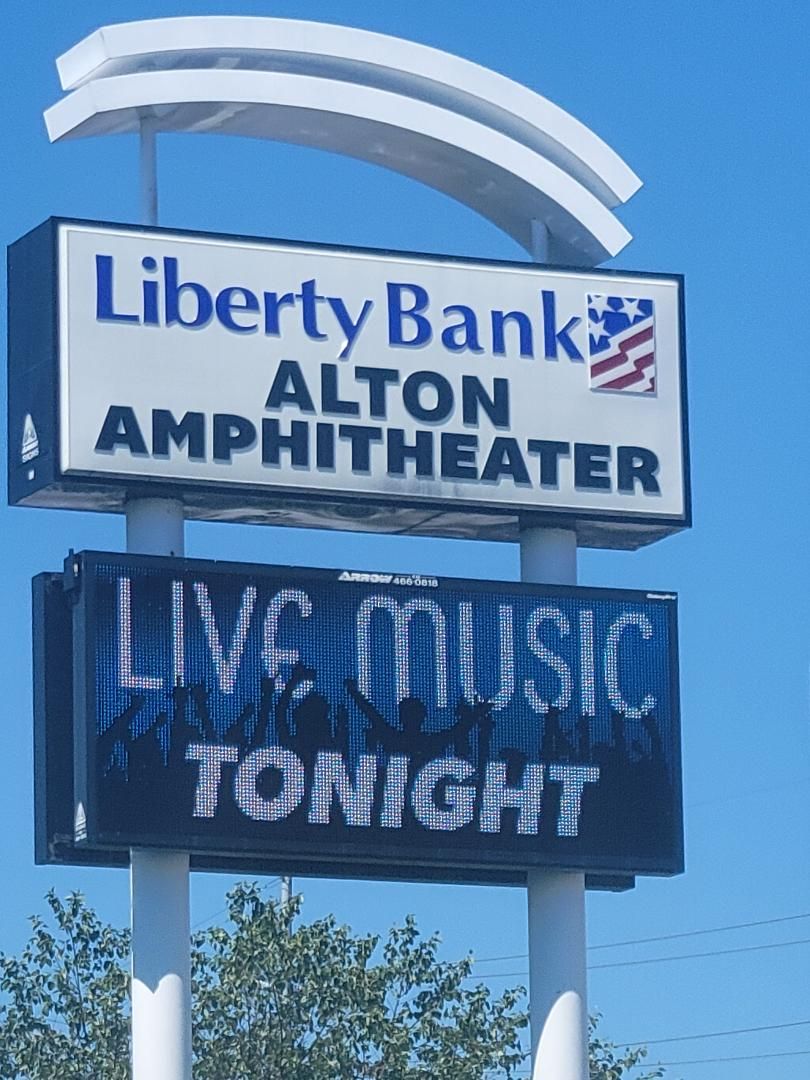 Liberty Bank
ALTON
AMPHITHEATER
ARROW 466-0818
LIVE MUSIC
TONIGHT